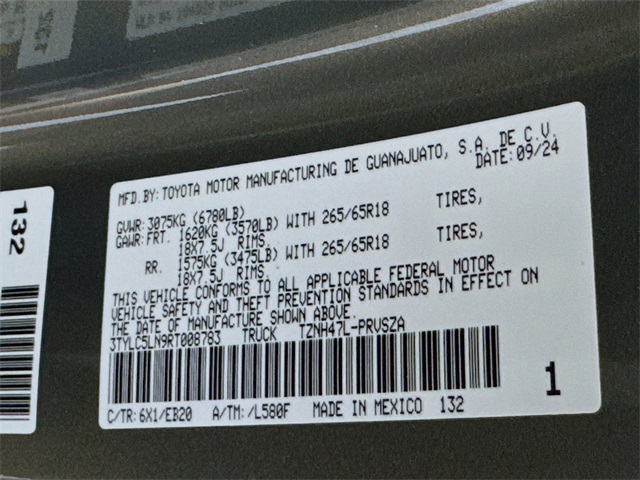 MFD.BY:TOYOTA MOTOR MANUFACTURING DE GUANAJUATO, S.A. DE C.V.
DATE:09/24
GVWR:3075KG (6780LB)
GAWR:FRT. 1620KG (3570LB) WITH 265/65R18 TIRES,
18X7.5J RIMS.
RR. 1575KG (3475LB) WITH 265/65R18 TIRES,
18X7.5J RIMS.
THIS VEHICLE CONFORMS TO ALL APPLICABLE FEDERAL MOTOR
VEHICLE SAFETY AND THEFT PREVENTION STANDARDS IN EFFECT ON
THE DATE OF MANUFACTURE SHOWN ABOVE.
3TYLC5LN9RT008783 TRUCK TZNH47L-PRVSZA
1
C/TR:6X1/EB20 A/TM:/L580F MADE IN MEXICO 132
132